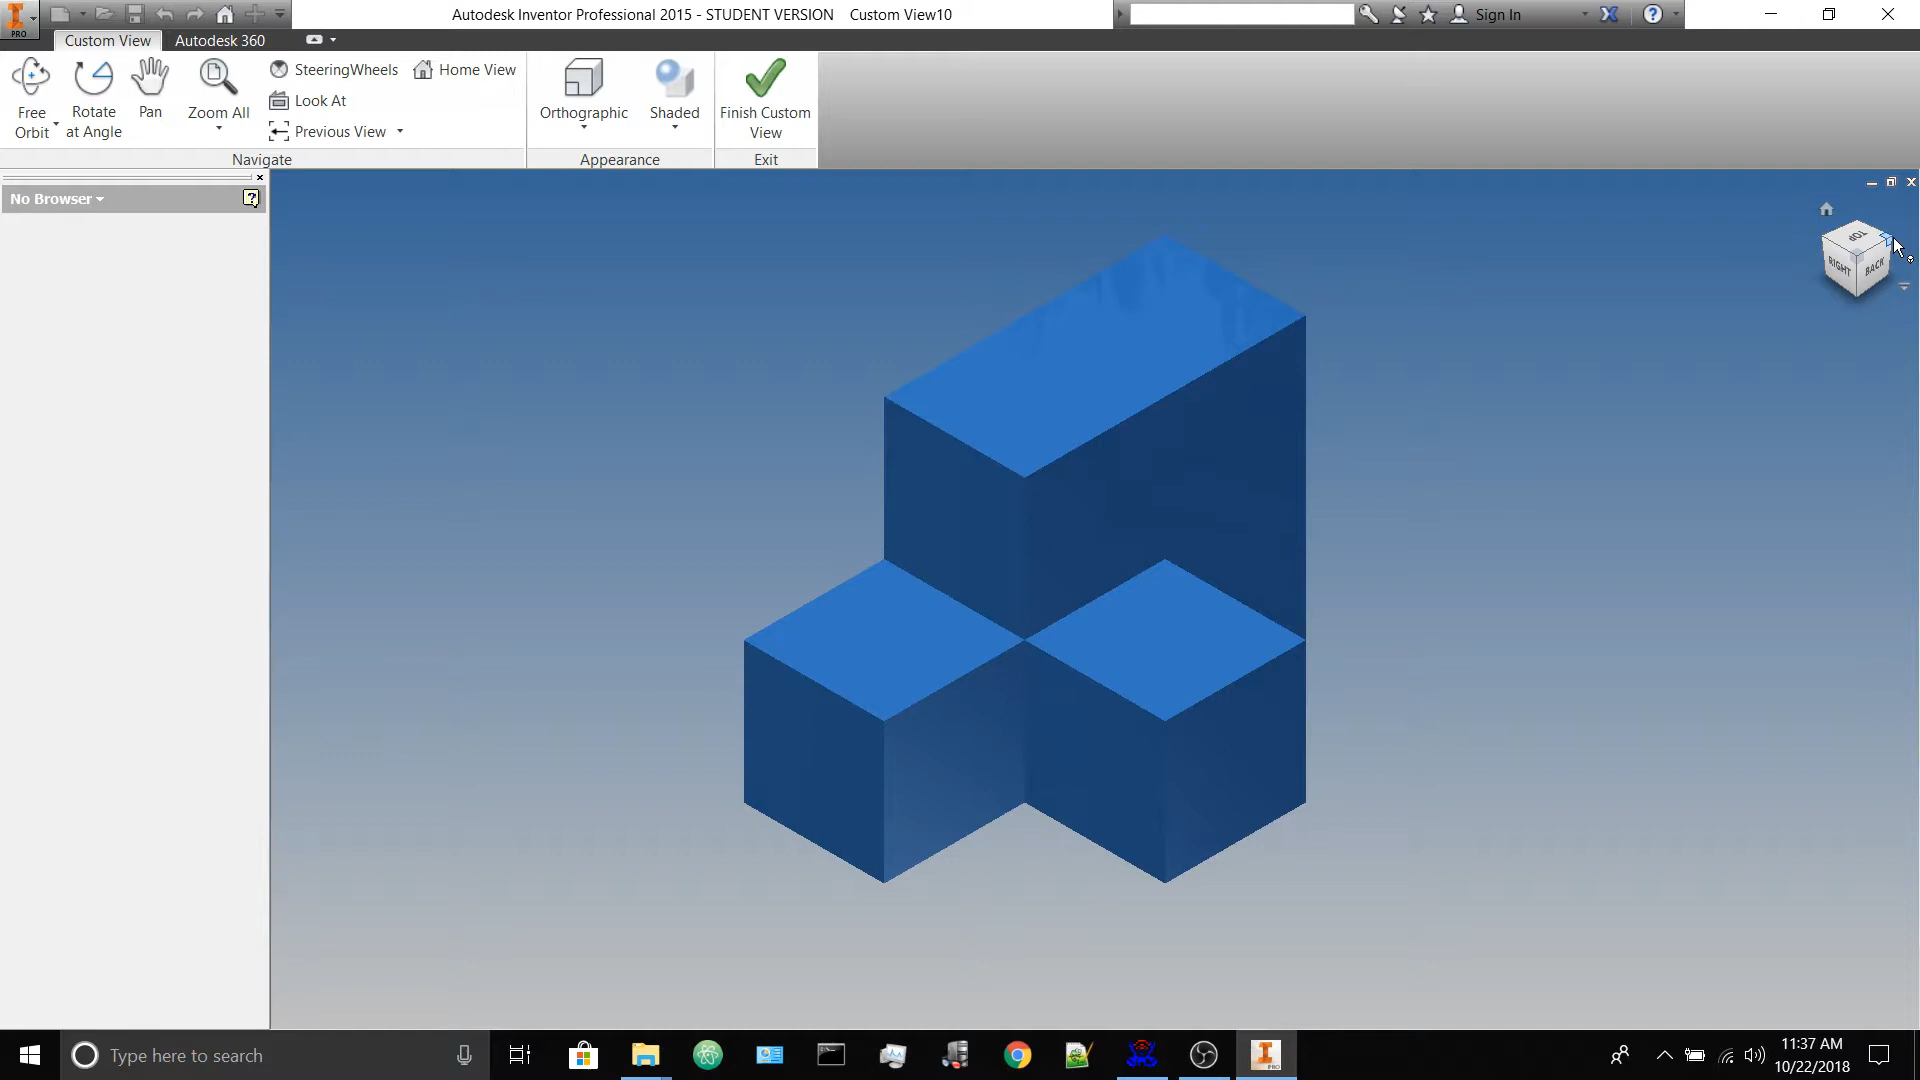 Autodesk Inventor Professional 2015 - STUDENT VERSION Custom View10
Sign In
PRO
Custom View
Autodesk 360
Free
Orbit
Rotate
at Angle
Pan
Zoom All
SteeringWheels
Home View
Look At
Previous View
Orthographic
Shaded
Finish Custom
View
Navigate
Appearance
Exit
No Browser
TOP
RIGHT
BACK
Type here to search
PRO
11:37 AM
10/22/2018